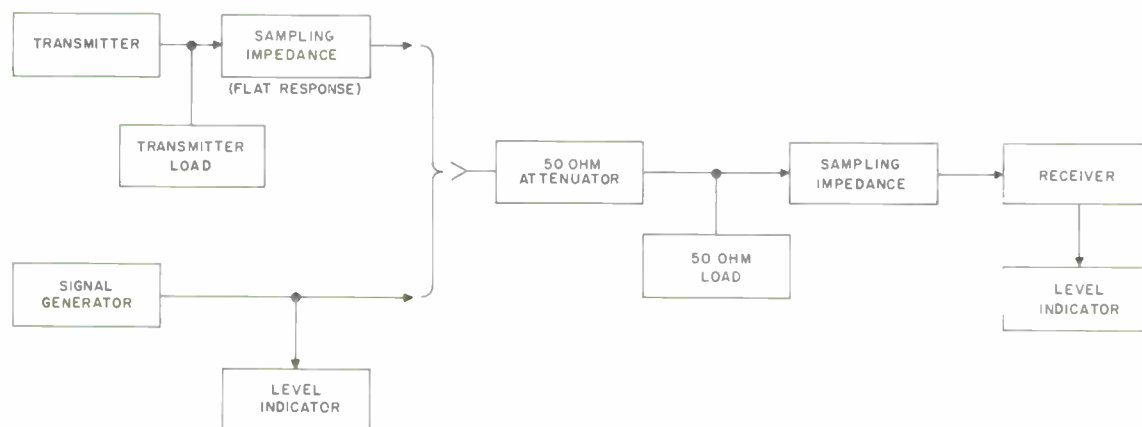 TRANSMITTER
SAMPLING
IMPEDANCE
(FLAT RESPONSE)
TRANSMITTER
LOAD
50 OHM
ATTENUATOR
SAMPLING
IMPEDANCE
RECEIVER
50 OHM
LOAD
SIGNAL
GENERATOR
LEVEL
INDICATOR
LEVEL
INDICATOR